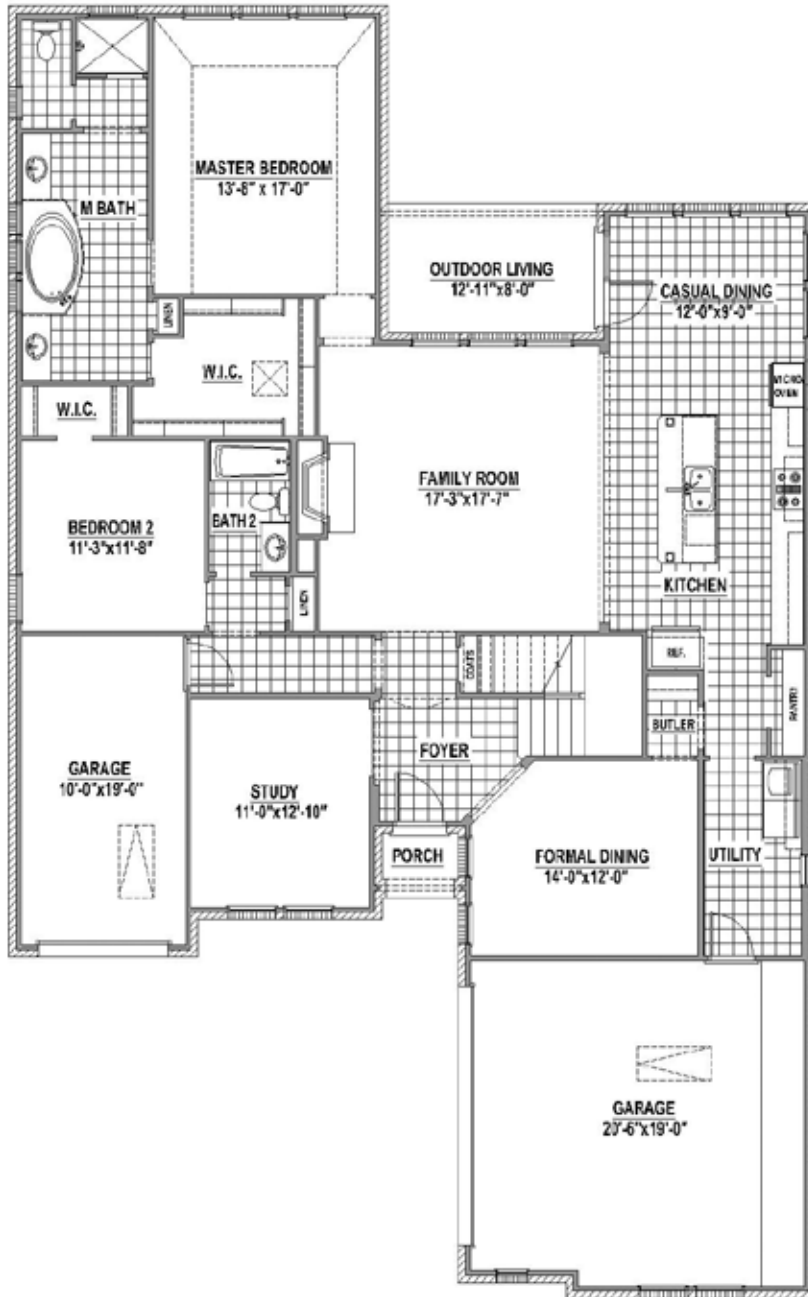 MASTER BEDROOM
13'-8" x 17'-0"
M BATH
OUTDOOR LIVING
12'-11"x8'-0"
CASUAL DINING
12'-0"x9'-0"
LINEN
W.I.C.
W.I.C.
MICRO
OVEN
FAMILY ROOM
17'-3"x17'-7"
BEDROOM 2
11'-3"x11'-8"
BATH 2
KITCHEN
LINEN
COATS
REF.
PANTRY
BUTLER
FOYER
GARAGE
10'-0"x19'-0"
STUDY
11'-0"x12'-10"
PORCH
FORMAL DINING
14'-0"x12'-0"
UTILITY
GARAGE
20'-6"x19'-0"